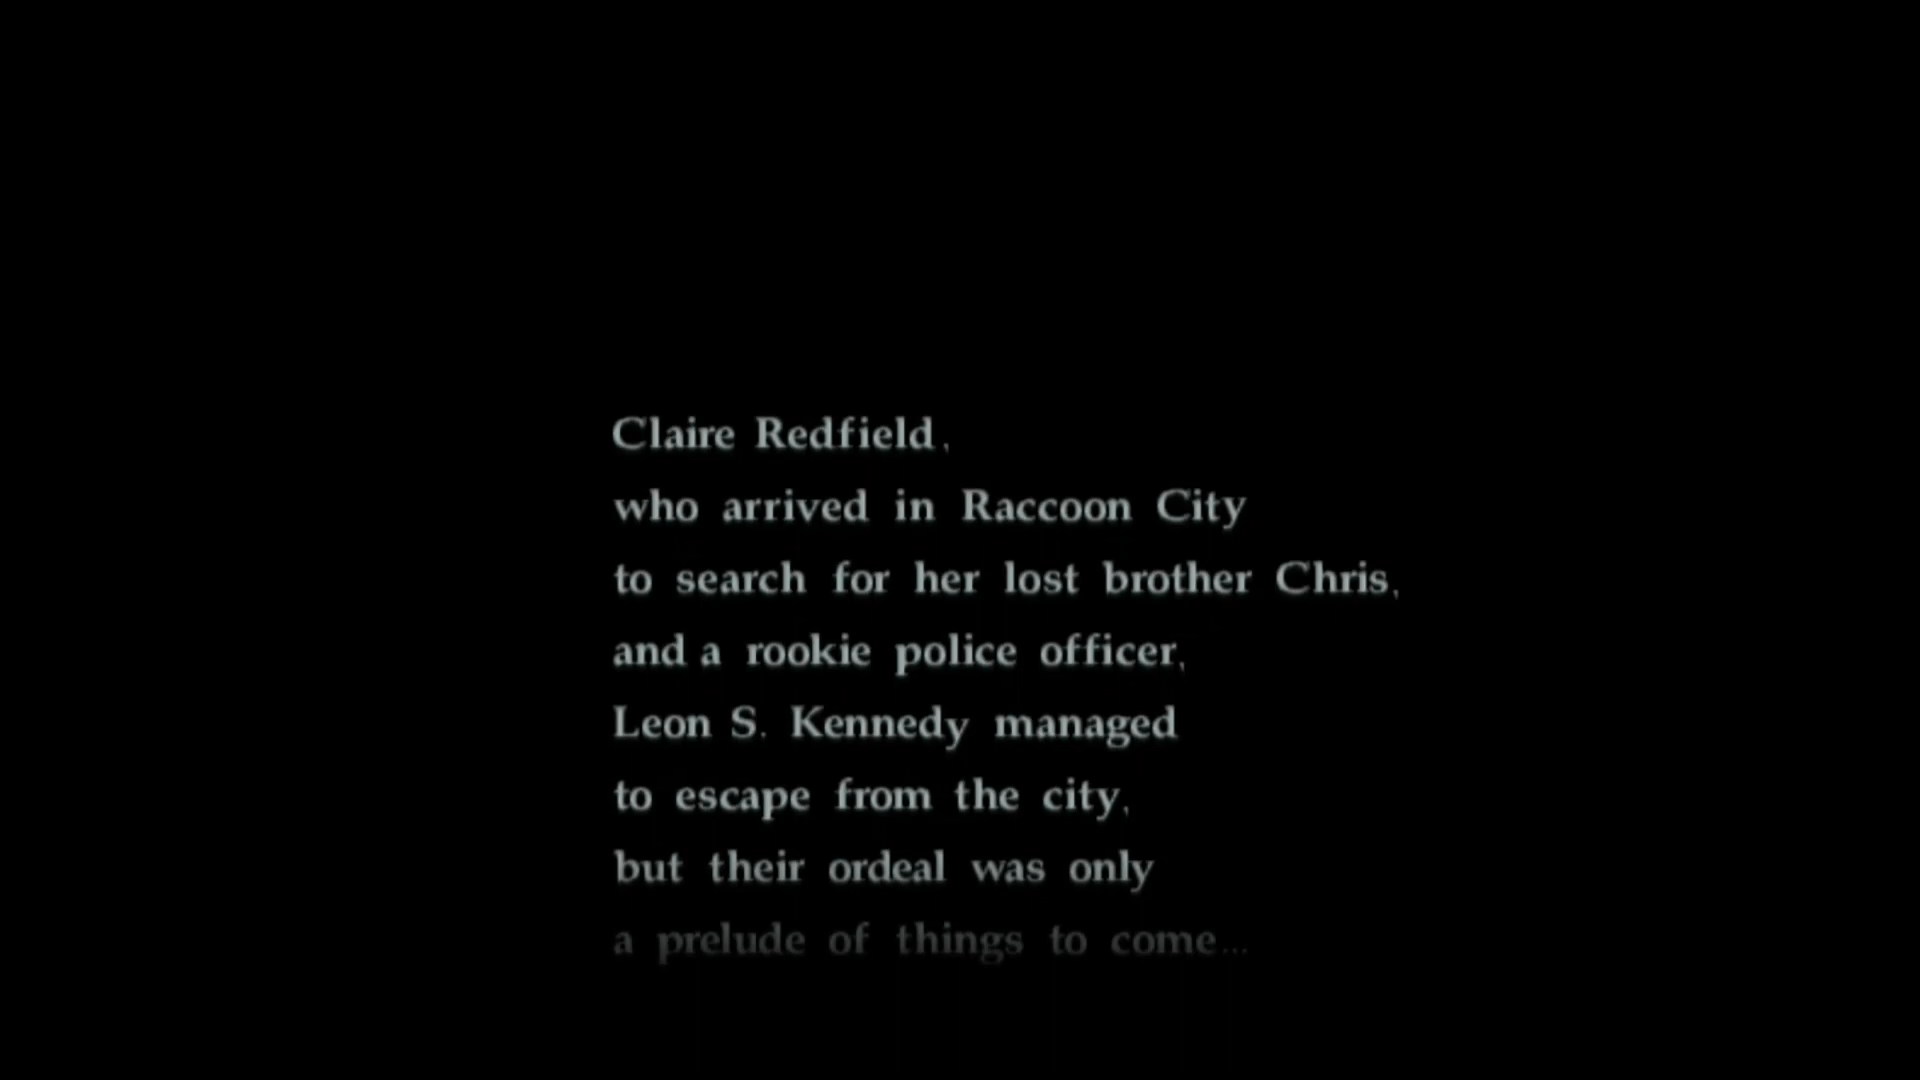 Claire Redfield,
who arrived in Raccoon City
to search for her lost brother Chris,
and a rookie police officer,
Leon S. Kennedy managed
to escape from the city,
but their ordeal was only
a prelude of things to come...